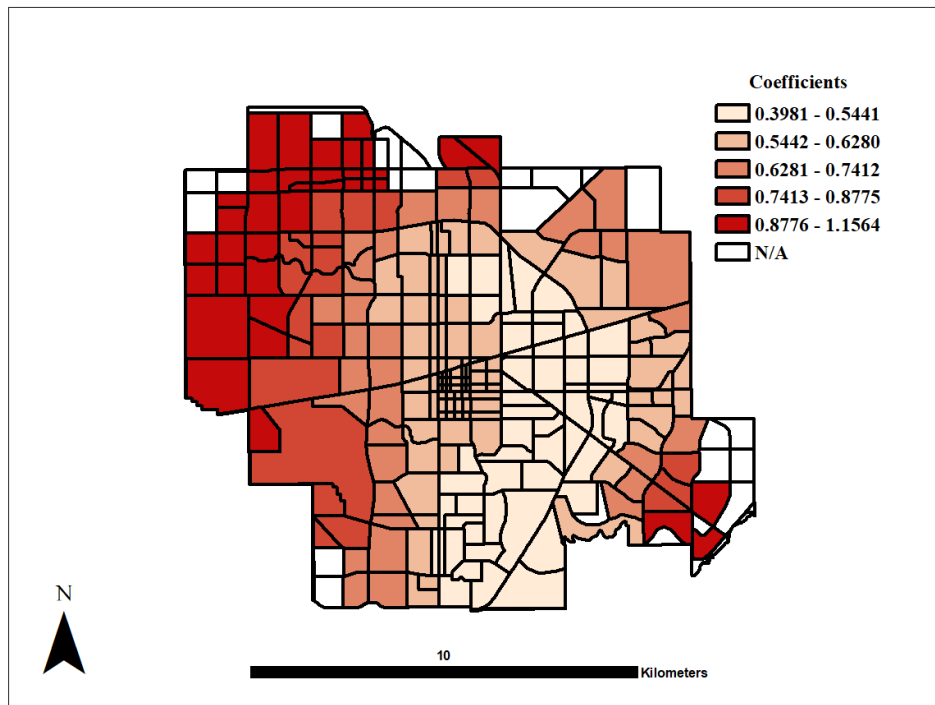 Coefficients
0.3981 - 0.5441
0.5442 - 0.6280
0.6281 - 0.7412
0.7413 - 0.8775
0.8776 - 1.1564
N/A
N
10
Kilometers